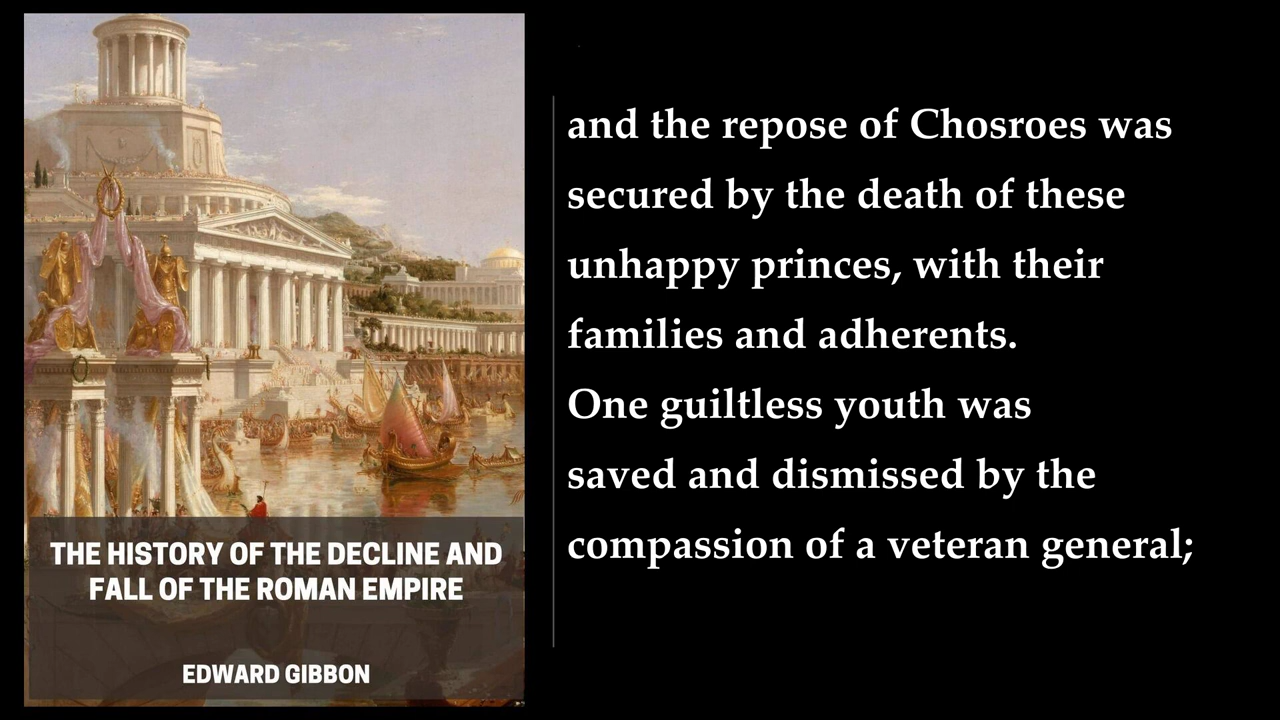 THE HISTORY OF THE DECLINE AND
FALL OF THE ROMAN EMPIRE
EDWARD GIBBON
and the repose of Chosroes was
secured by the death of these
unhappy princes, with their
families and adherents.
One guiltless youth was
saved and dismissed by the
compassion of a veteran general;